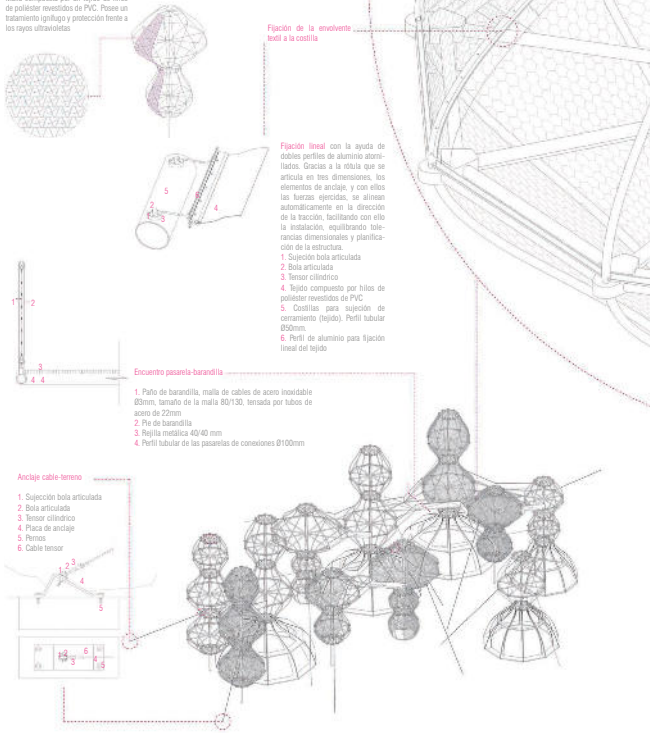 de poliéster revestidos de PVC. Posee un
tratamiento ignífugo y protección frente a
los rayos ultravioletas
Fijación de la envolvente
textil a la costilla
Fijación lineal con la ayuda de
dobles perfiles de aluminio atorni-
llados. Gracias a la rótula que se
articula en tres dimensiones, los
elementos de anclaje, y con ellos
las fuerzas ejercidas, se alinean
automáticamente en la dirección
de la tracción, facilitando con ello
la instalación, equilibrando tole-
rancias dimensionales y planifica-
ción de la estructura.
1. Sujeción bola articulada
2. Bola articulada
3. Tensor cilíndrico
4. Tejido compuesto por hilos de
poliéster revestidos de PVC
5. Costillas para sujeción de
cerramiento (tejido). Perfil tubular
Ø50mm.
6. Perfil de aluminio para fijación
lineal del tejido
5
2
1
3
6
4
1
2
3
4 4
Encuentro pasarela-barandilla
1. Paño de barandilla, malla de cables de acero inoxidable
Ø3mm, tamaño de la malla 80/130, tensada por tubos de
acero de 22mm
2. Pie de barandilla
3. Rejilla metálica 40/40 mm
4. Perfil tubular de las pasarelas de conexiones Ø100mm
Anclaje cable-terreno
1. Sujección bola articulada
2. Bola articulada
3. Tensor cilíndrico
4. Placa de anclaje
5. Pernos
6. Cable tensor
1 2 3
4
5
2
3
6
4
5